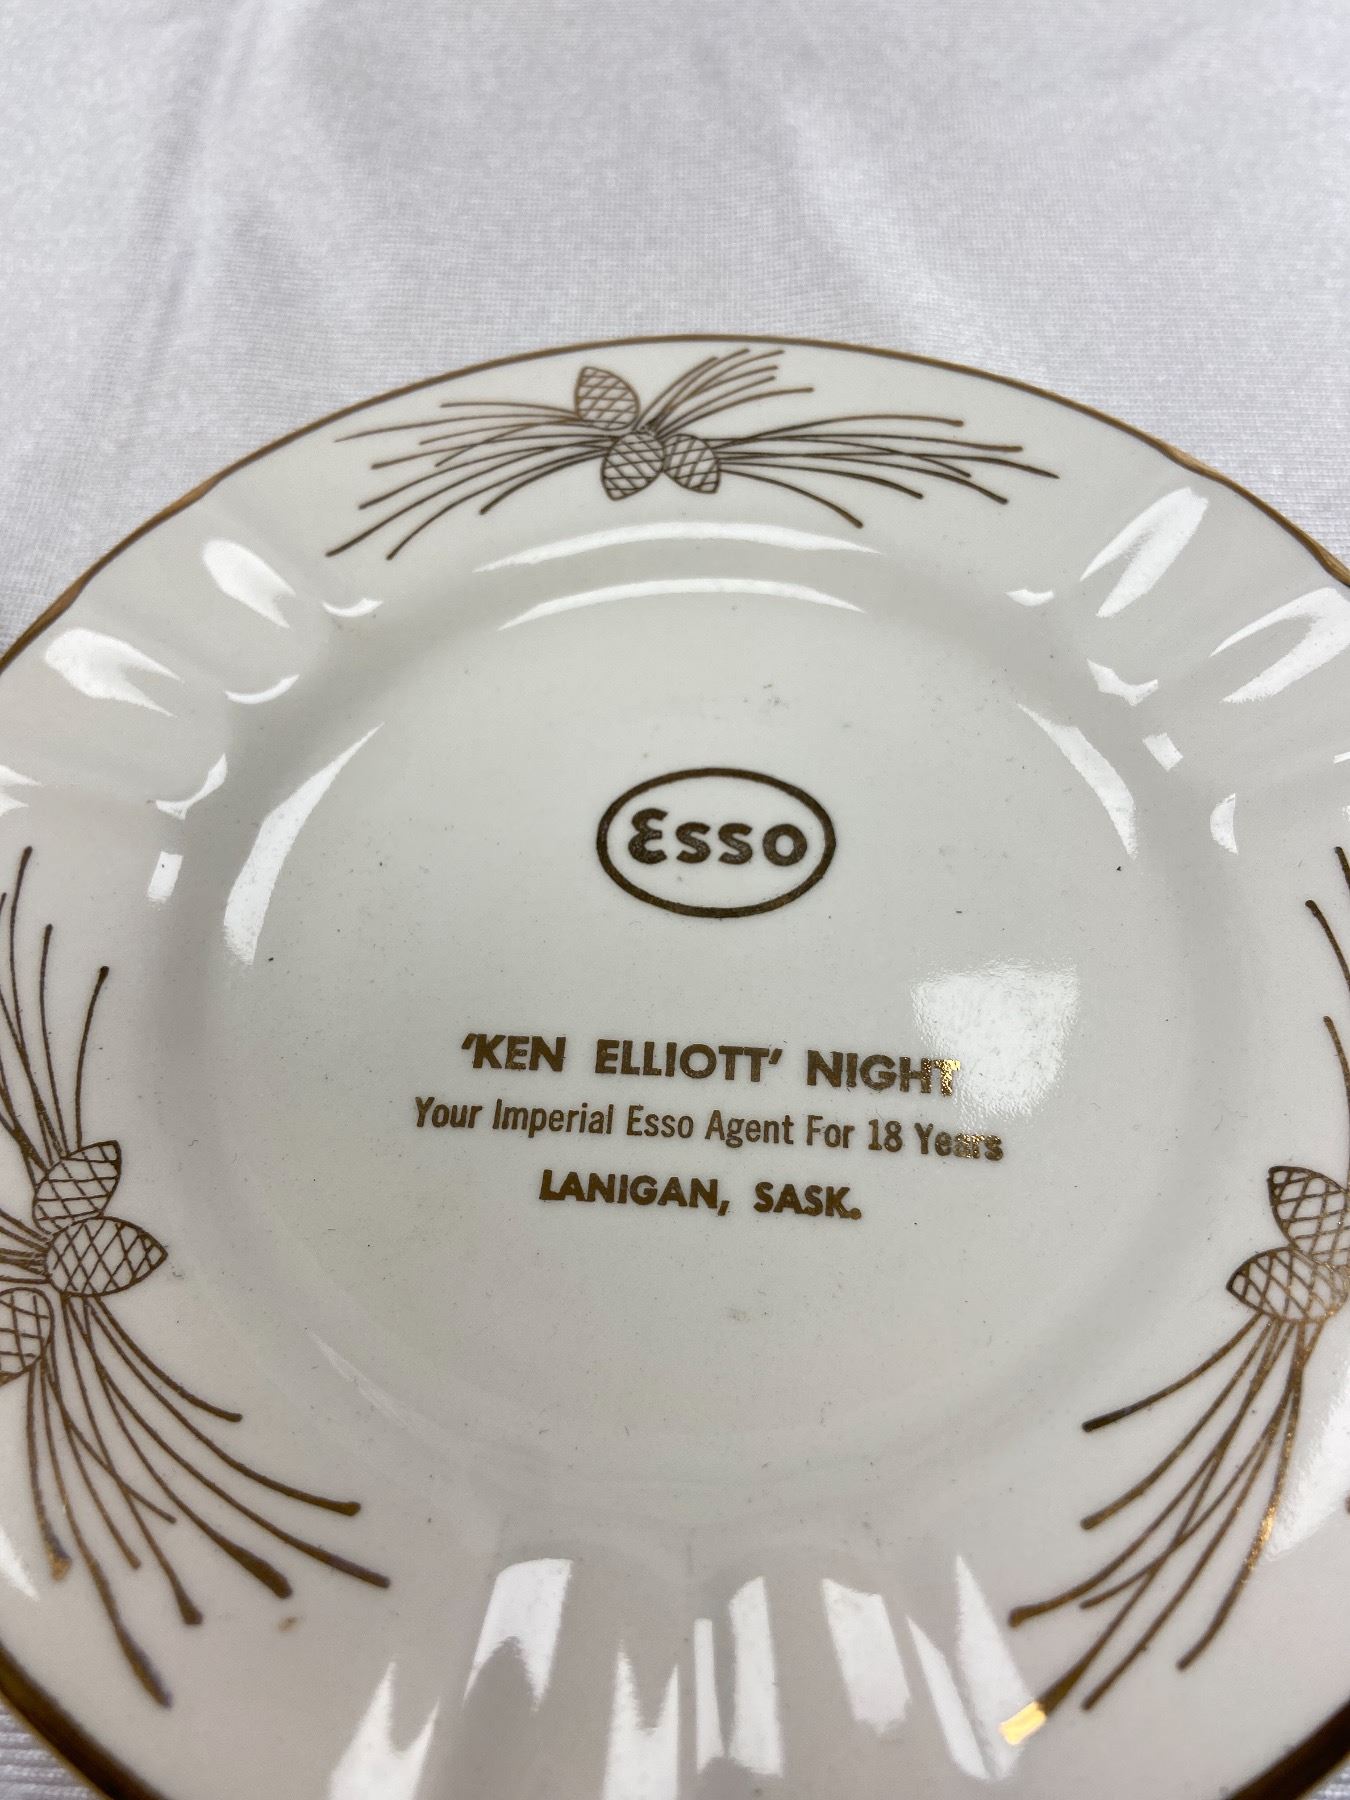 Esso
'KEN ELLIOTT' NIGHT
Your Imperial Esso Agent For 18 Years
LANIGAN, SASK.